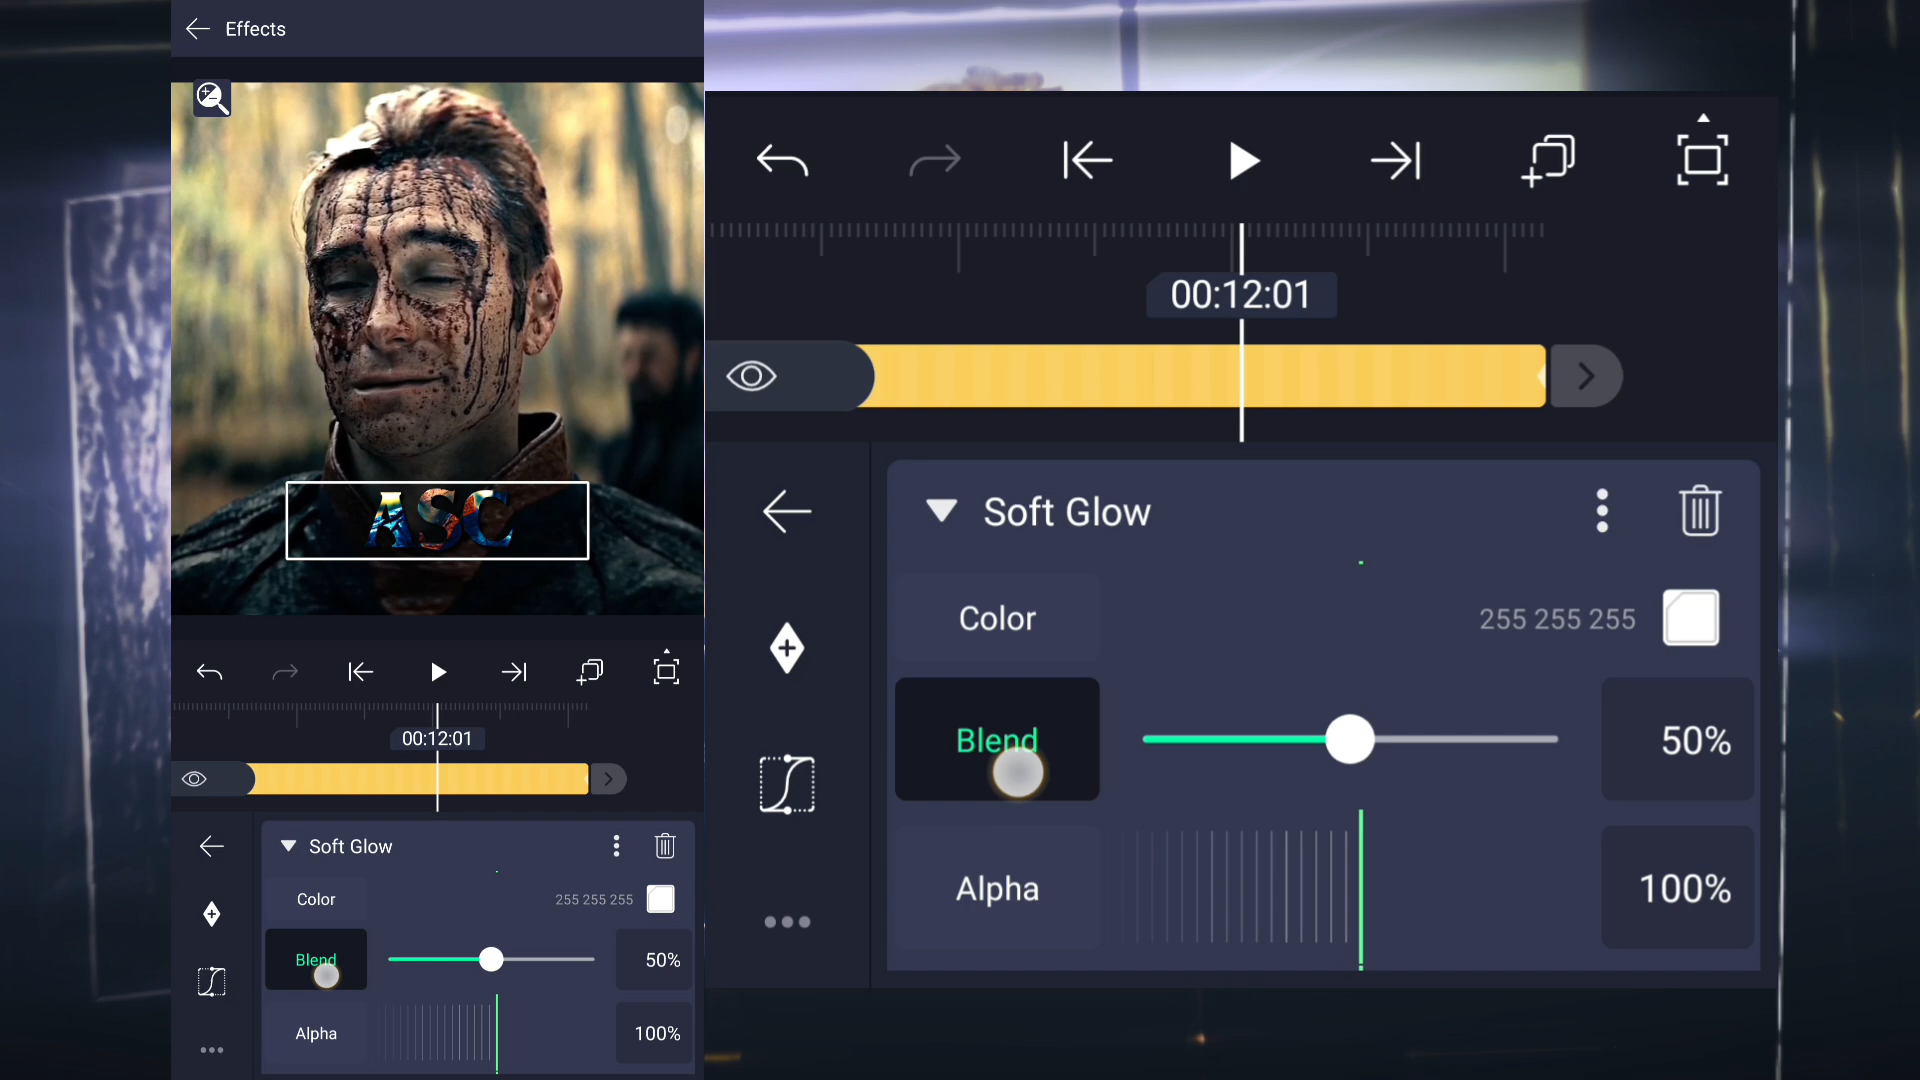 Effects
ASC
00:12:01
Soft Glow
Color
255 255 255
Blend
50%
Alpha
100%
00:12:01
Soft Glow
Color
255 255 255
Blend
50%
Alpha
100%